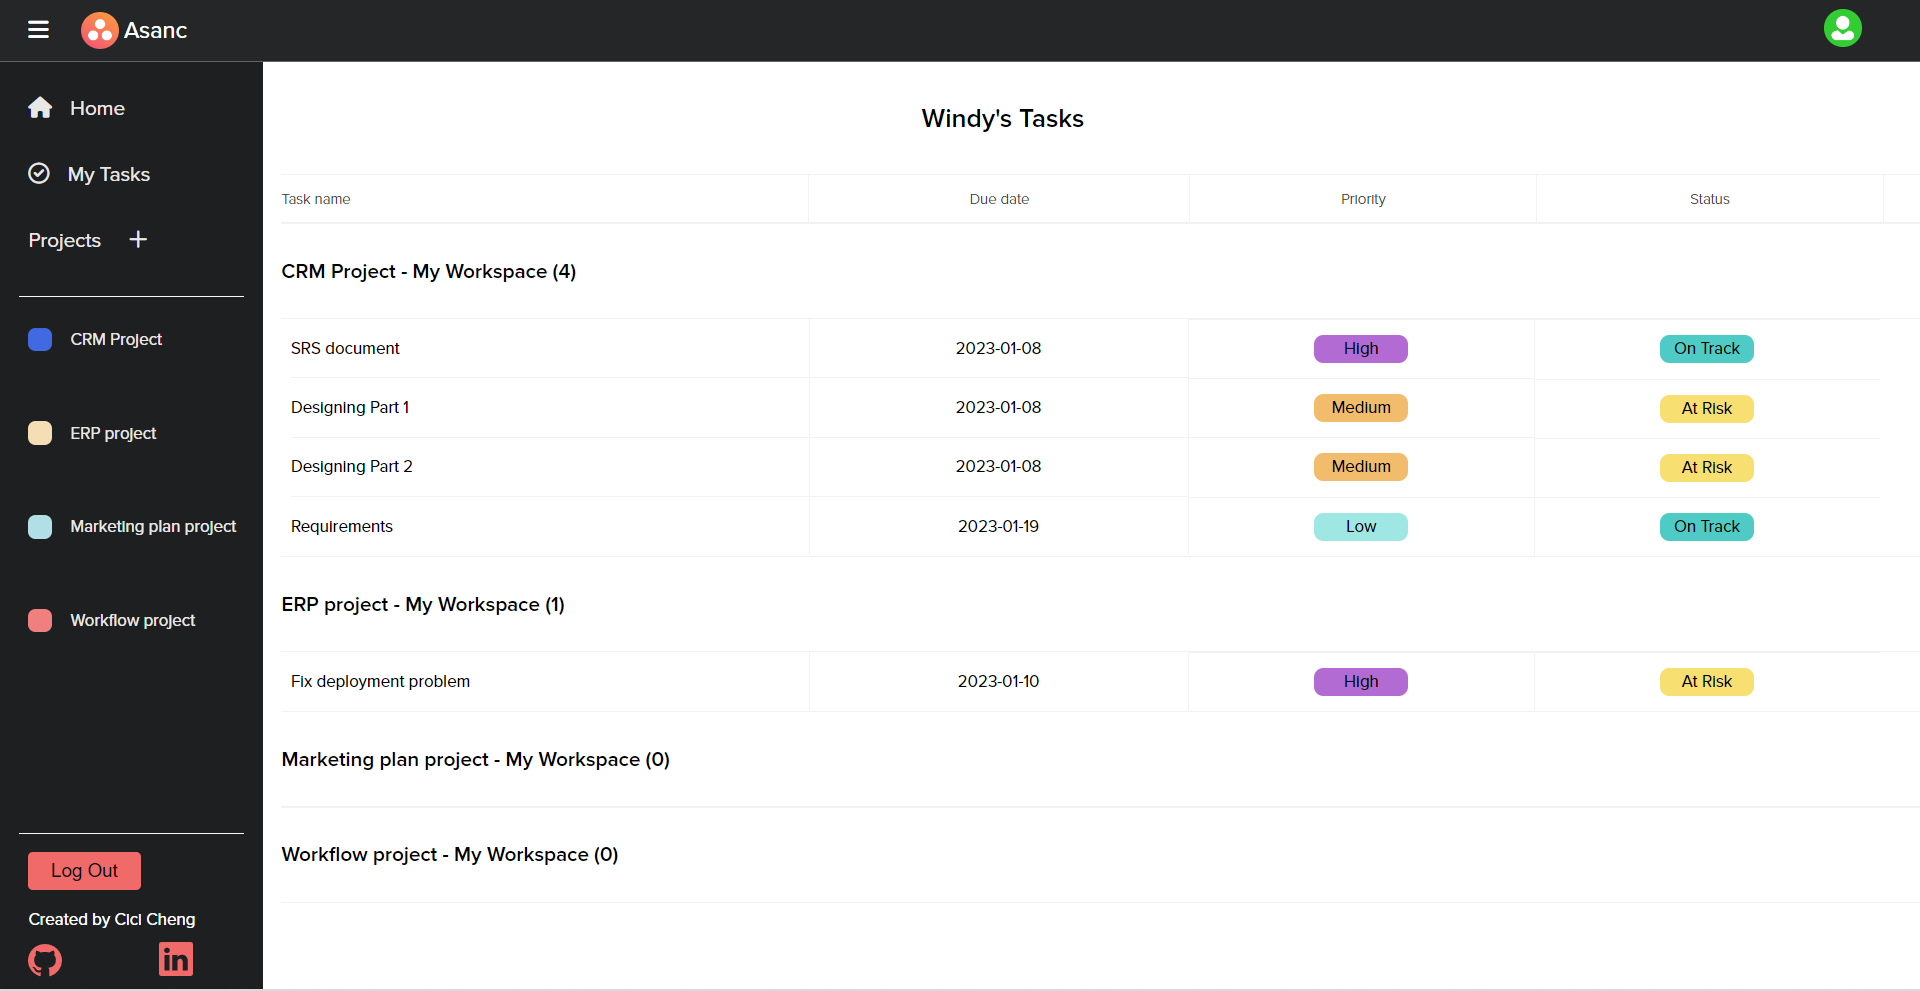 Asanc
Home
My Tasks
Projects +
CRM Project
ERP project
Marketing plan project
Workflow project
Log Out
Created by Cici Cheng
in
Windy's Tasks
Task name Due date Priority Status
CRM Project - My Workspace (4)
SRS document 2023-01-08 High On Track
Designing Part 1 2023-01-08 Medium At Risk
Designing Part 2 2023-01-08 Medium At Risk
Requirements 2023-01-19 Low On Track
ERP project - My Workspace (1)
Fix deployment problem 2023-01-10 High At Risk
Marketing plan project - My Workspace (0)
Workflow project - My Workspace (0)